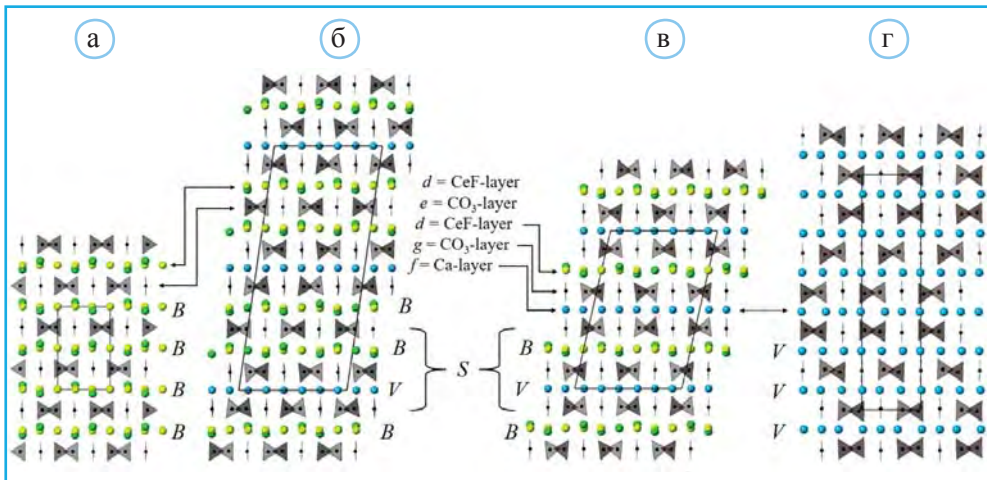 а б в г
d = CeF-layer
e = CO₃-layer
d = CeF-layer
g = CO₃-layer
f = Ca-layer
B
B
B
B
B
B
V
B
S
B
V
B
V
V
V